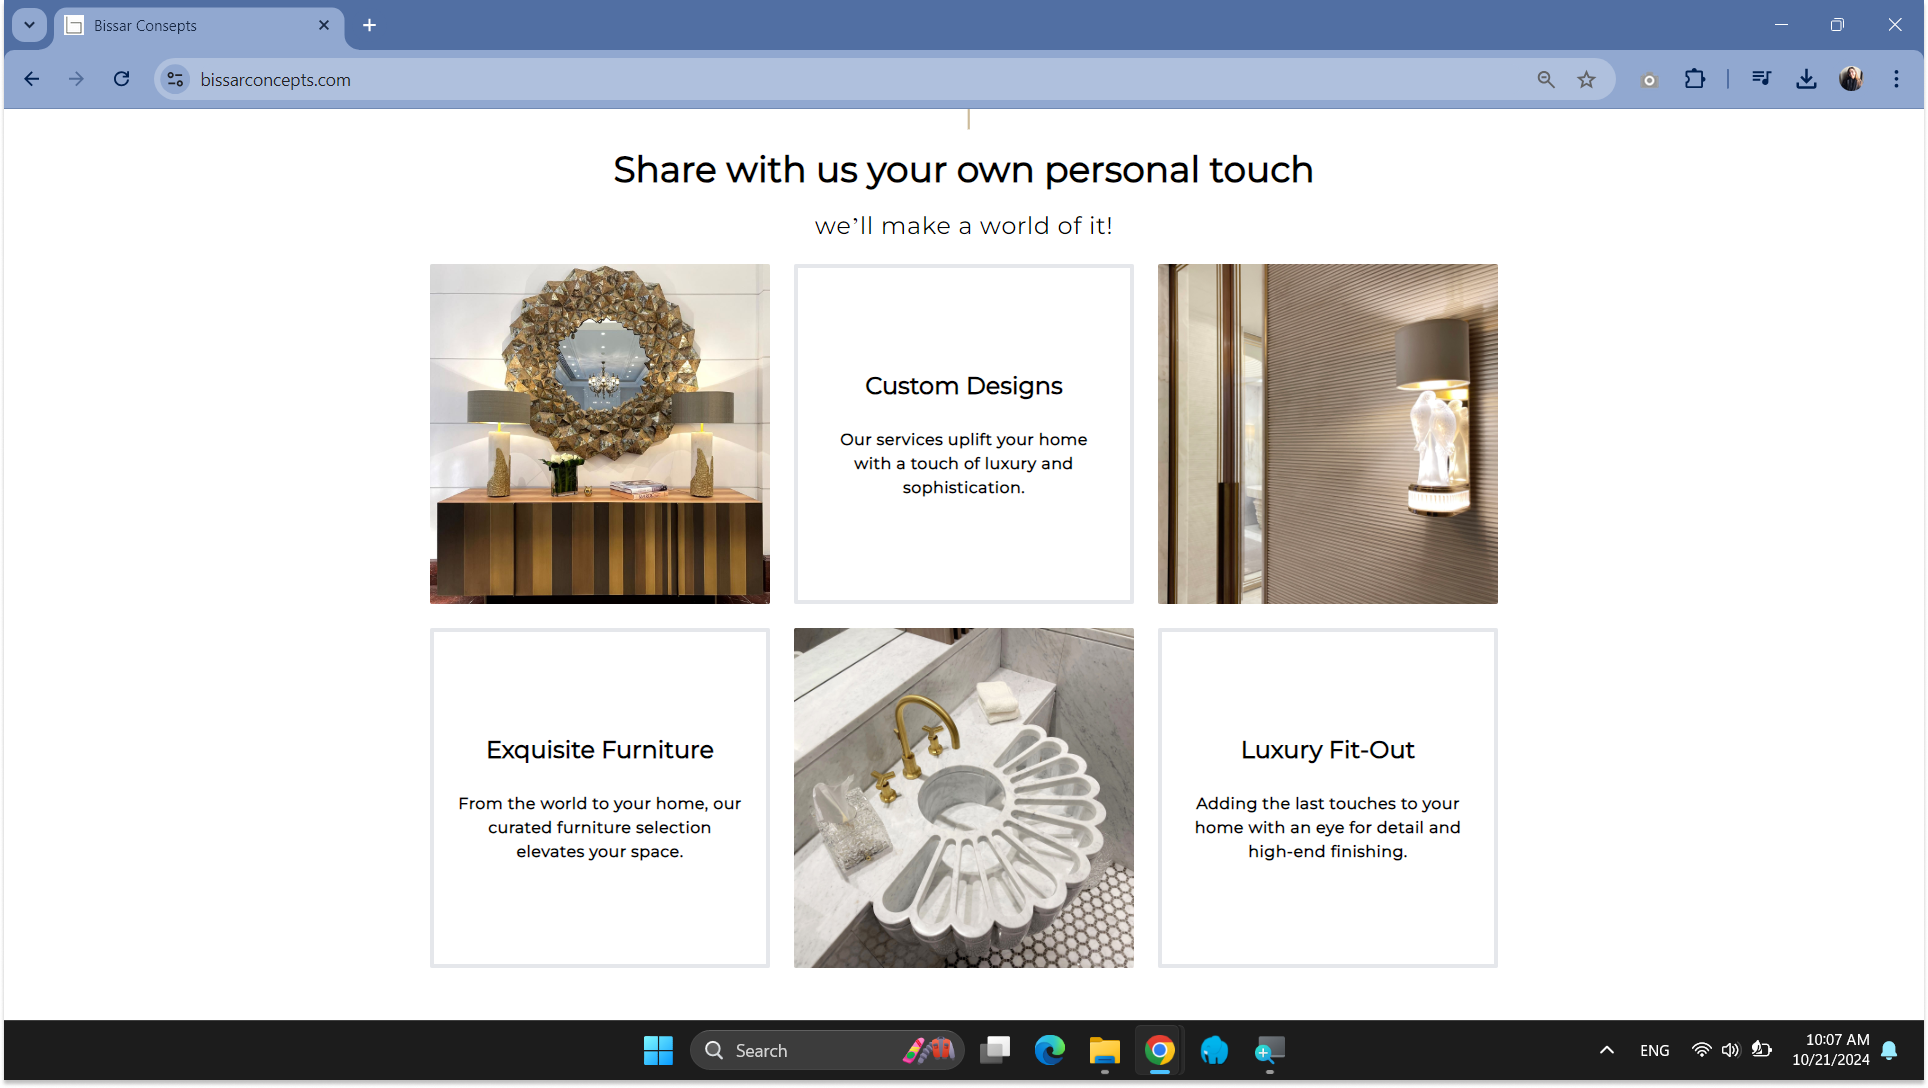 Bissar Consepts
bissarconcepts.com
Share with us your own personal touch
we’ll make a world of it!
Custom Designs
Our services uplift your home
with a touch of luxury and
sophistication.
Exquisite Furniture
From the world to your home, our
curated furniture selection
elevates your space.
Luxury Fit-Out
Adding the last touches to your
home with an eye for detail and
high-end finishing.
Search
ENG
10:07 AM
10/21/2024